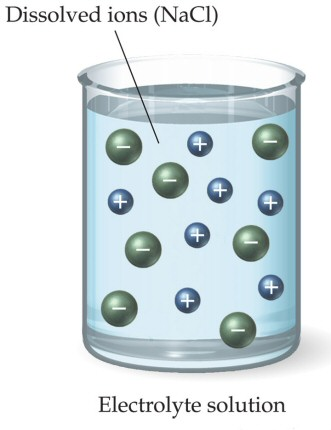 Dissolved ions (NaCl)
− + −
− +
+ +
+
− −
+
− +
−
Electrolyte solution